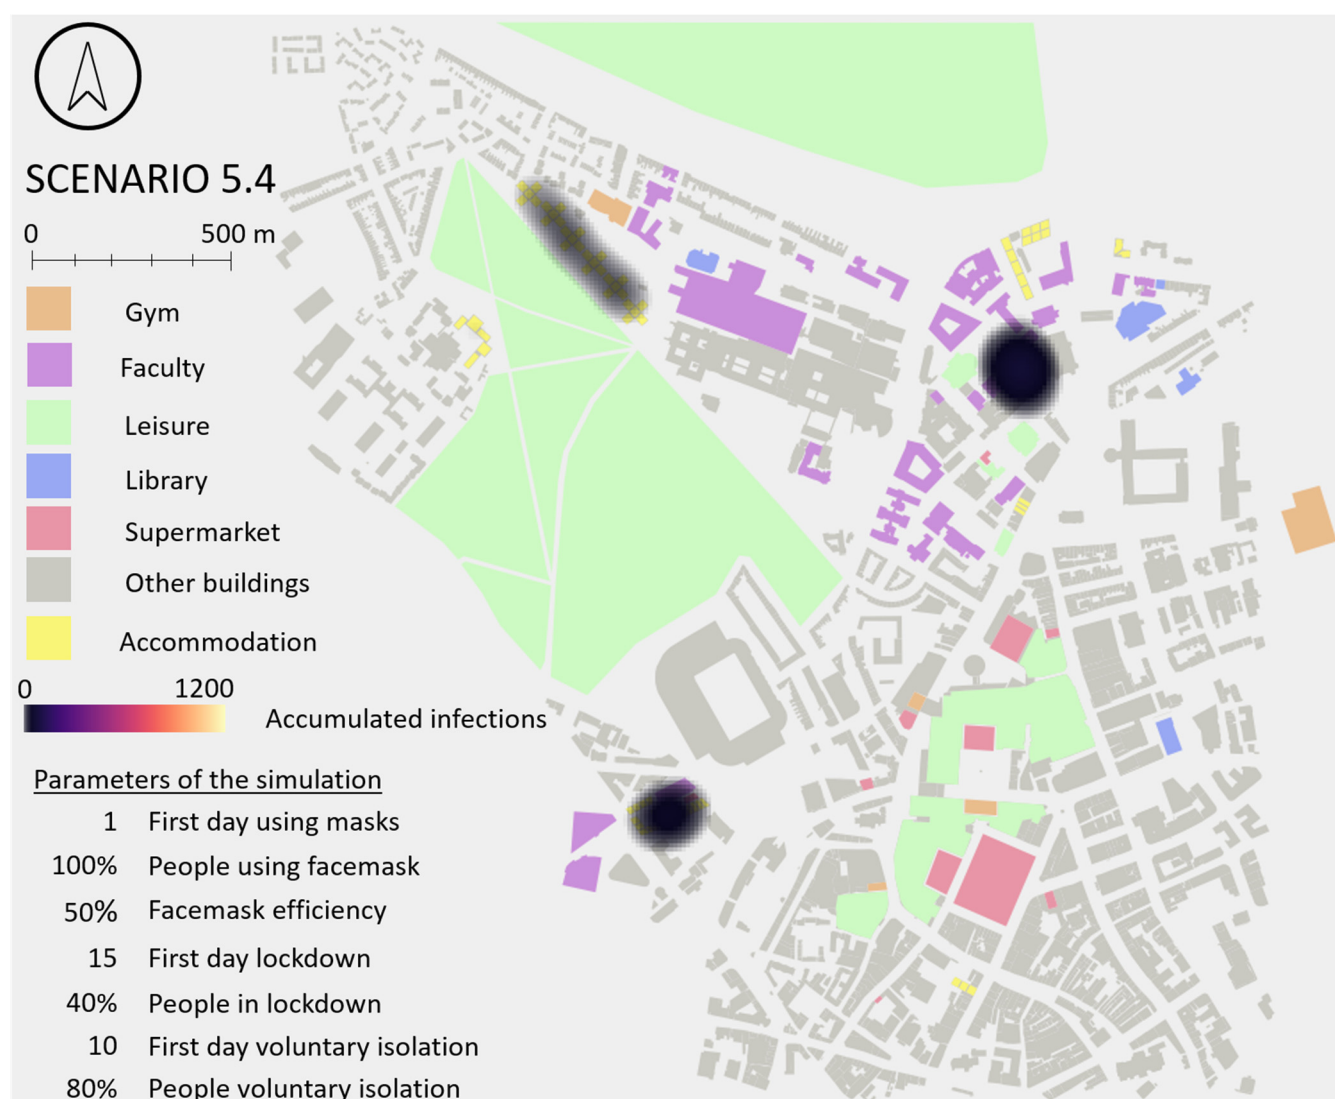 SCENARIO 5.4
0 500 m
Gym
Faculty
Leisure
Library
Supermarket
Other buildings
Accommodation
0 1200
Accumulated infections
Parameters of the simulation
1 First day using masks
100% People using facemask
50% Facemask efficiency
15 First day lockdown
40% People in lockdown
10 First day voluntary isolation
80% People voluntary isolation